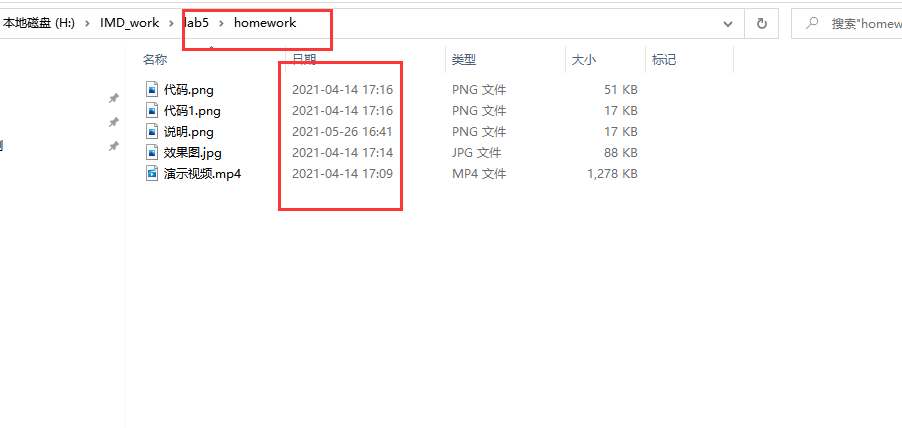 本地磁盘 (H:) › IMD_work › lab5 › homework 搜索"homew
名称 日期 类型 大小 标记
代码.png 2021-04-14 17:16 PNG 文件 51 KB
代码1.png 2021-04-14 17:16 PNG 文件 17 KB
说明.png 2021-05-26 16:41 PNG 文件 17 KB
效果图.jpg 2021-04-14 17:14 JPG 文件 88 KB
演示视频.mp4 2021-04-14 17:09 MP4 文件 1,278 KB